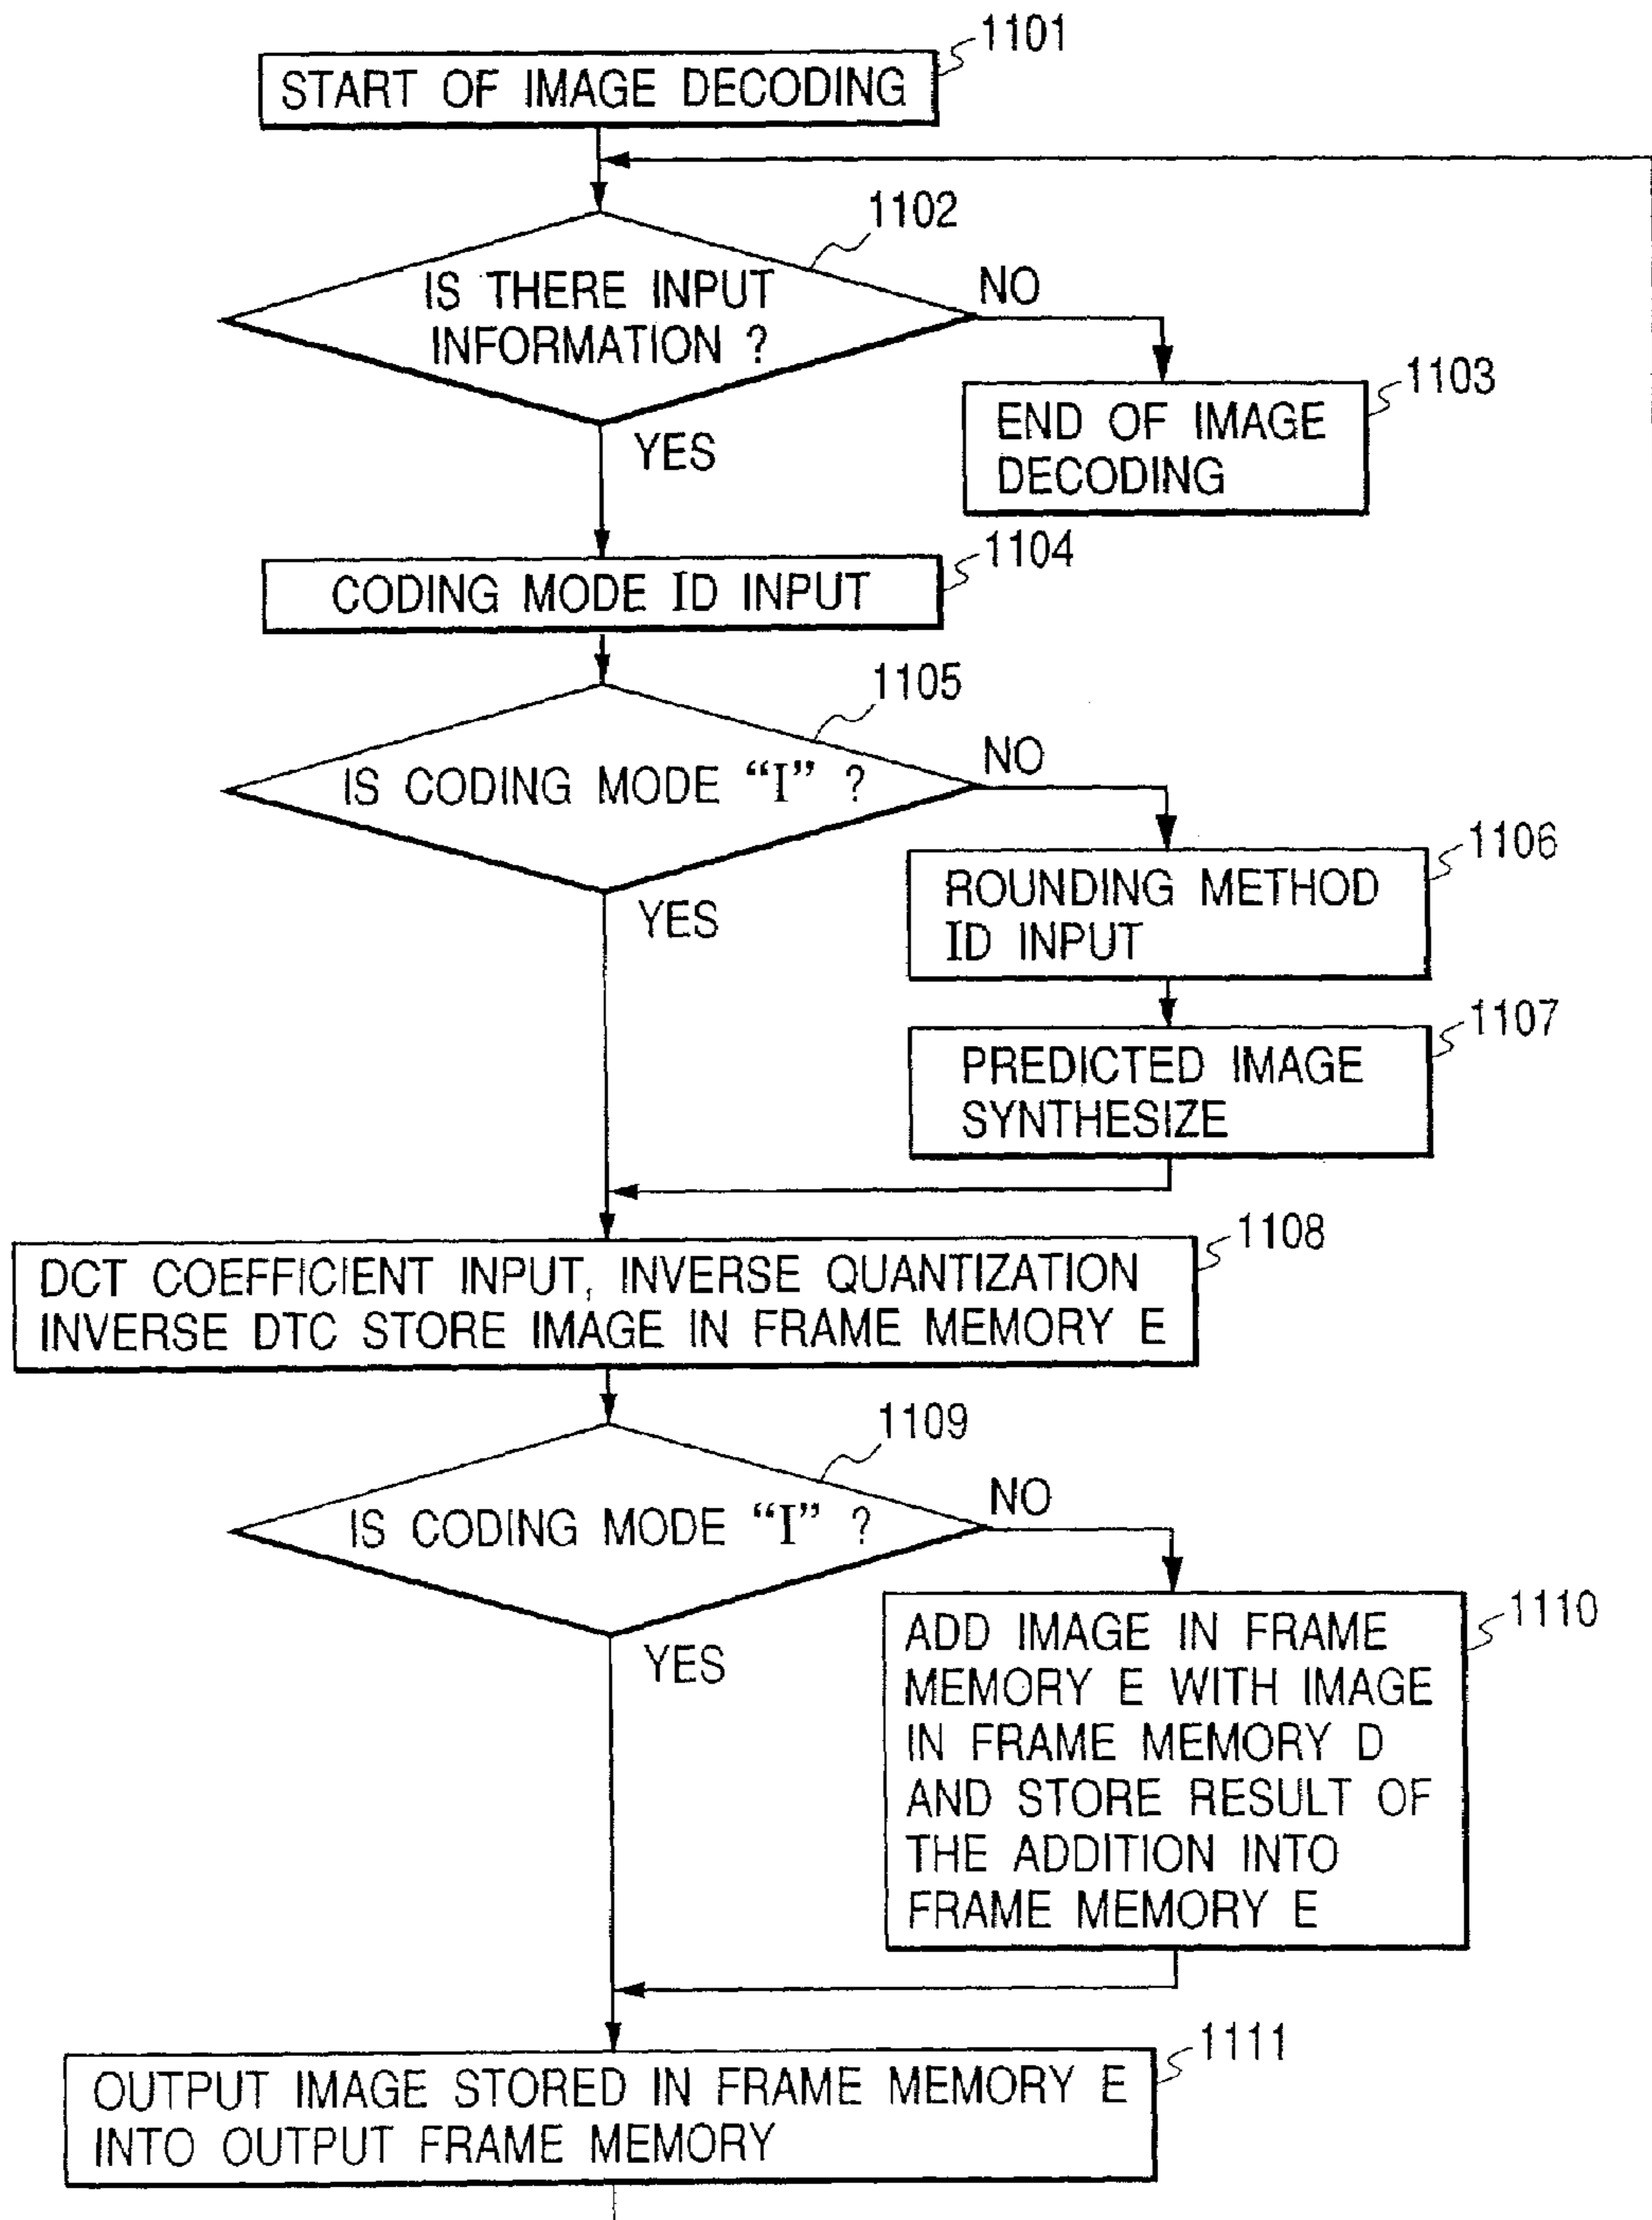 1101
START OF IMAGE DECODING
1102
IS THERE INPUT
INFORMATION ?
NO
YES
1103
END OF IMAGE
DECODING
1104
CODING MODE ID INPUT
1105
IS CODING MODE “I” ?
NO
YES
1106
ROUNDING METHOD
ID INPUT
1107
PREDICTED IMAGE
SYNTHESIZE
1108
DCT COEFFICIENT INPUT, INVERSE QUANTIZATION
INVERSE DTC STORE IMAGE IN FRAME MEMORY E
1109
IS CODING MODE “I” ?
NO
YES
1110
ADD IMAGE IN FRAME
MEMORY E WITH IMAGE
IN FRAME MEMORY D
AND STORE RESULT OF
THE ADDITION INTO
FRAME MEMORY E
1111
OUTPUT IMAGE STORED IN FRAME MEMORY E
INTO OUTPUT FRAME MEMORY